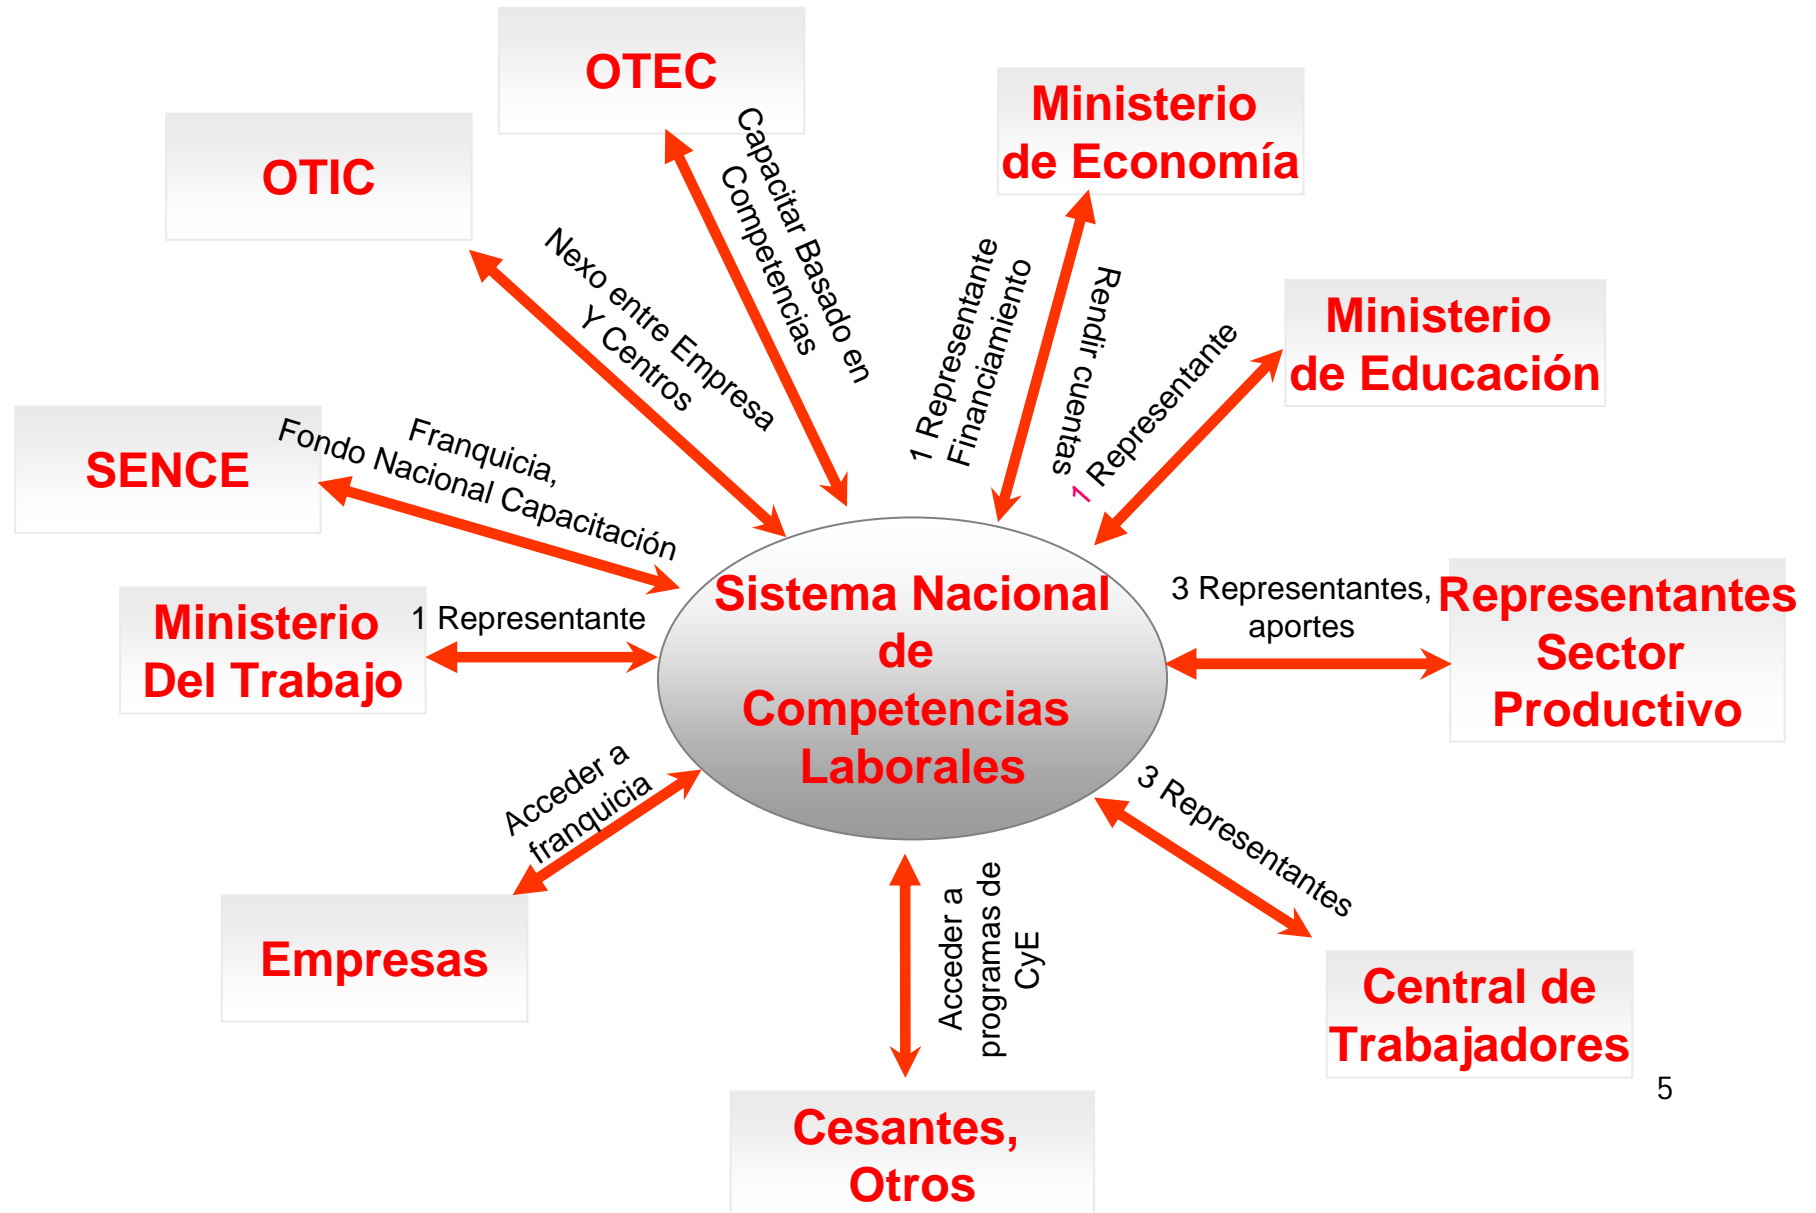 OTEC
OTIC
Ministerio
de Economía
Capacitar Basado en
Competencias
Nexo entre Empresa
Y Centros
1 Representante
Financiamiento
Rendir cuentas
Ministerio
de Educación
1 Representante
SENCE
Franquicia,
Fondo Nacional Capacitación
Ministerio
Del Trabajo
1 Representante
Sistema Nacional
de
Competencias
Laborales
3 Representantes,
aportes
Representantes
Sector
Productivo
Acceder a
franquicia
Empresas
Acceder a
programas de
CyE
3 Representantes
Central de
Trabajadores
Cesantes,
Otros
5